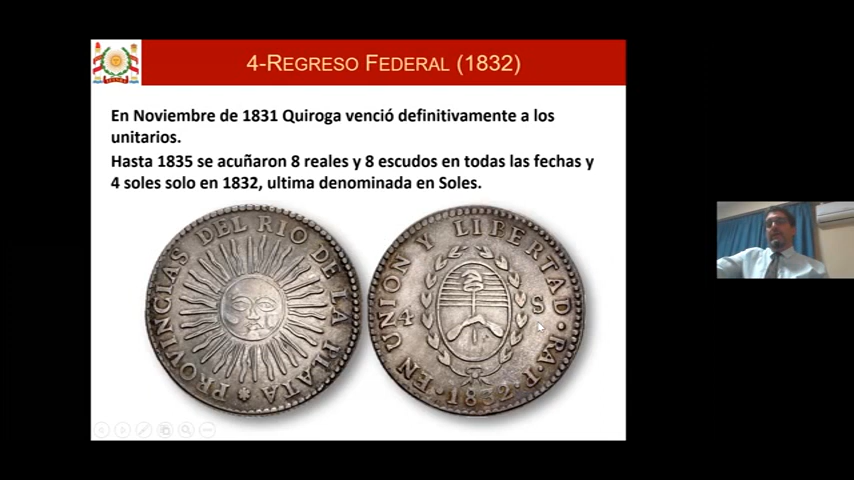 4-REGRESO FEDERAL (1832)
En Noviembre de 1831 Quiroga venció definitivamente a los
unitarios.
Hasta 1835 se acuñaron 8 reales y 8 escudos en todas las fechas y
4 soles solo en 1832, ultima denominada en Soles.
PROVINCIAS DEL RIO DE LA PLATA
EN UNION Y LIBERTAD · RA · P · 1832 ·
4 S